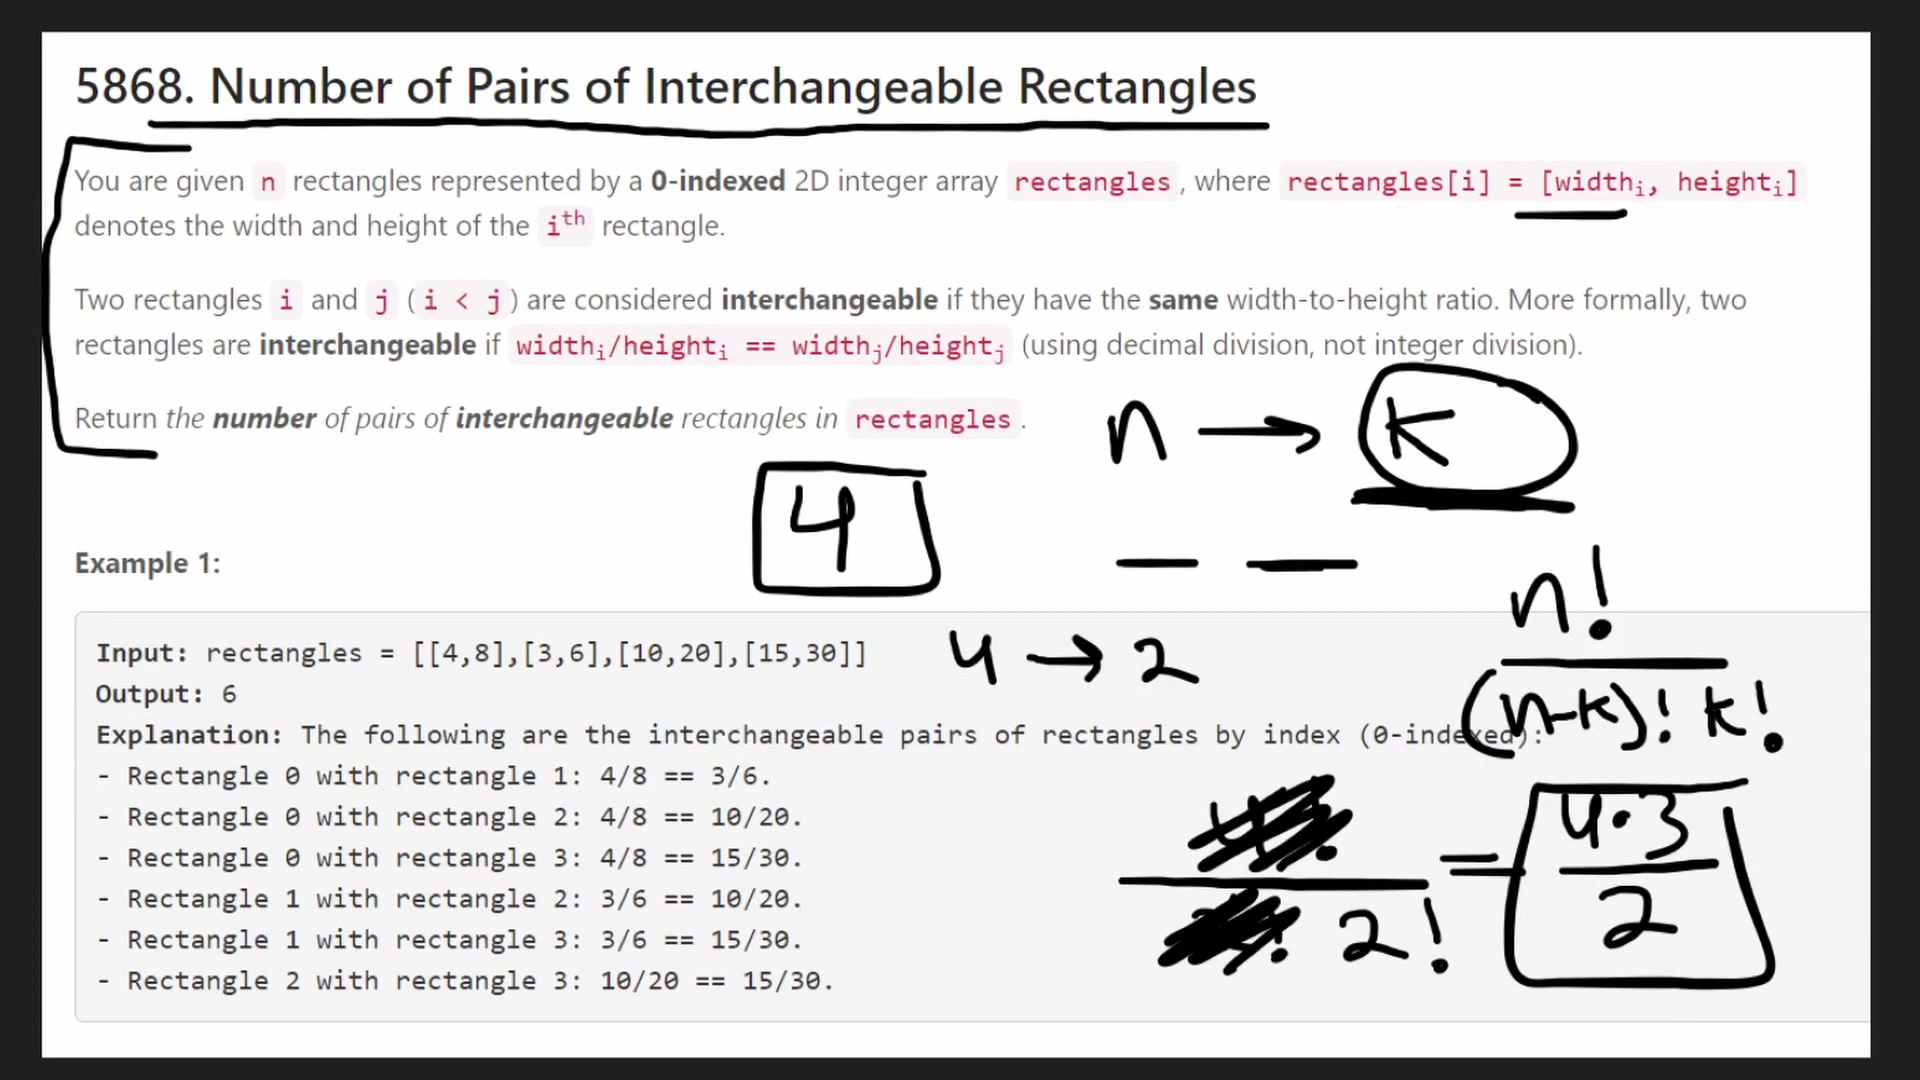 5868. Number of Pairs of Interchangeable Rectangles
You are given n rectangles represented by a 0-indexed 2D integer array rectangles , where rectangles[i] = [widthᵢ, heightᵢ]
denotes the width and height of the iᵗʰ rectangle.
Two rectangles i and j ( i < j ) are considered interchangeable if they have the same width-to-height ratio. More formally, two
rectangles are interchangeable if widthᵢ/heightᵢ == widthⱼ/heightⱼ (using decimal division, not integer division).
Return the number of pairs of interchangeable rectangles in rectangles .
n → K
4
Example 1:
n!
(n-k)! k!
Input: rectangles = [[4,8],[3,6],[10,20],[15,30]]
4 → 2
Output: 6
Explanation: The following are the interchangeable pairs of rectangles by index (0-indexed):
- Rectangle 0 with rectangle 1: 4/8 == 3/6.
- Rectangle 0 with rectangle 2: 4/8 == 10/20.
- Rectangle 0 with rectangle 3: 4/8 == 15/30.
- Rectangle 1 with rectangle 2: 3/6 == 10/20.
- Rectangle 1 with rectangle 3: 3/6 == 15/30.
- Rectangle 2 with rectangle 3: 10/20 == 15/30.
2! =
4·3
2